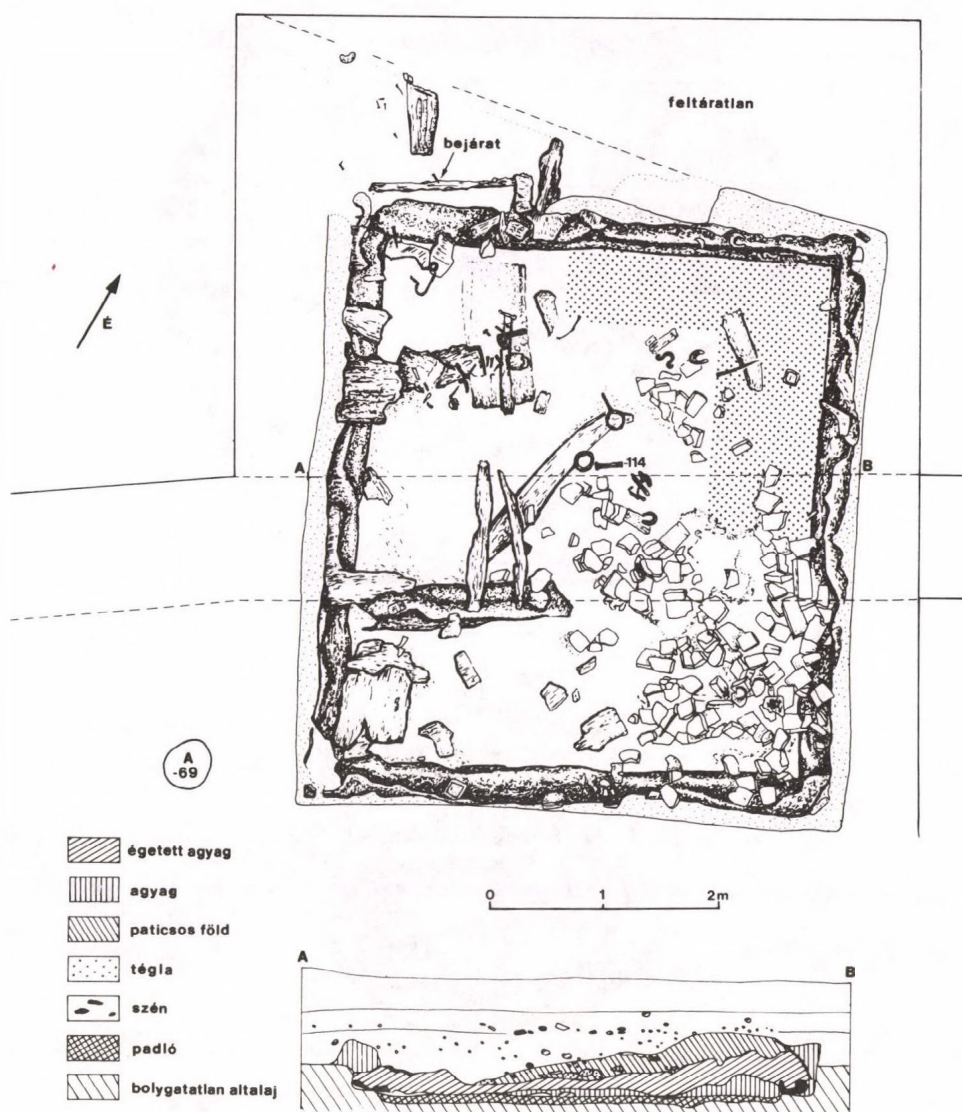 feltáratlan
bejárat
É
A
B
-114
A
-69
égetett agyag
agyag
paticsos föld
tégla
szén
padló
bolygatatlan altalaj
0 1 2m
A B